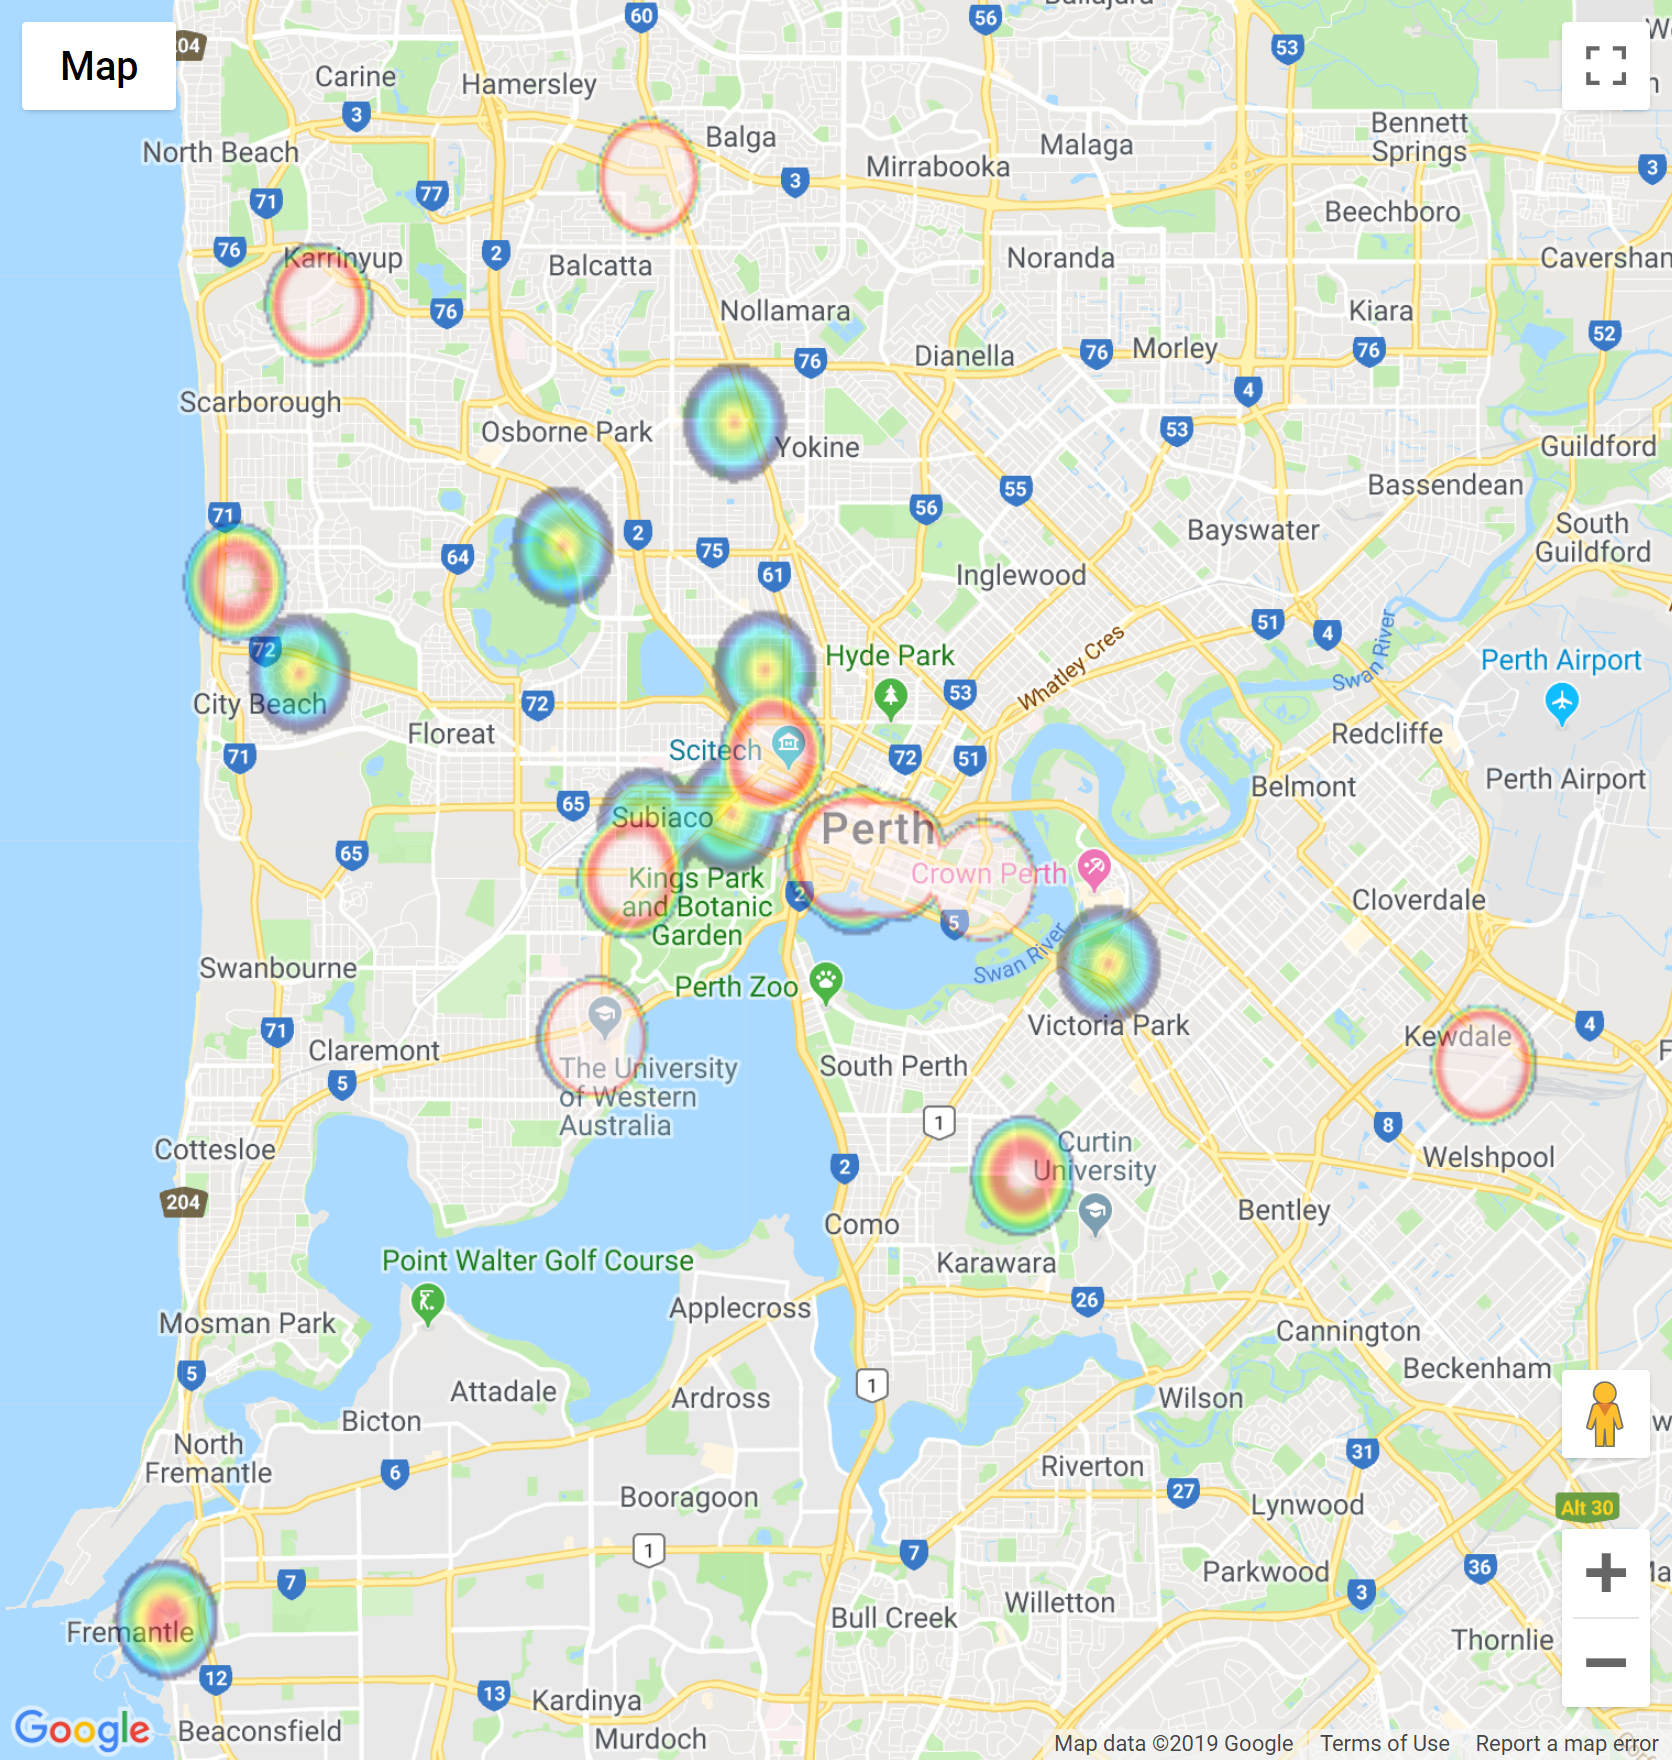 60
56
Map
204
53
Carine
Hamersley
3
Balga
Bennett
Springs
Malaga
North Beach
Mirrabooka
3
3
77
71
Beechboro
76
2
Karrinyup
Balcatta
Noranda
Caversham
76
Nollamara
Kiara
52
76
Dianella
76
Morley
76
Scarborough
4
Osborne Park
53
Yokine
Guildford
Bassendean
55
71
56
South
Guildford
Bayswater
2
64
75
61
Inglewood
51
4
72
Hyde Park
Whatley Cres
Swan River
Perth Airport
City Beach
72
53
Floreat
Redcliffe
Scitech
71
72
51
Perth Airport
Belmont
65
Subiaco
Perth
65
Crown Perth
Kings Park
and Botanic
Garden
2
5
Cloverdale
Swan River
Swanbourne
Perth Zoo
Victoria Park
4
71
Kewdale
Claremont
South Perth
5
The University
of Western
Australia
1
8
Curtin
University
Cottesloe
Welshpool
2
204
Como
Bentley
Point Walter Golf Course
Karawara
Applecross
26
Mosman Park
Cannington
5
Beckenham
1
Attadale
Ardross
Wilson
Bicton
North
Fremantle
31
6
Riverton
27
Booragoon
Lynwood
Alt 30
1
7
7
Parkwood
36
3
Willetton
Bull Creek
Fremantle
Thornlie
12
13
Kardinya
Google
Beaconsfield
Murdoch
Map data ©2019 Google
Terms of Use
Report a map error